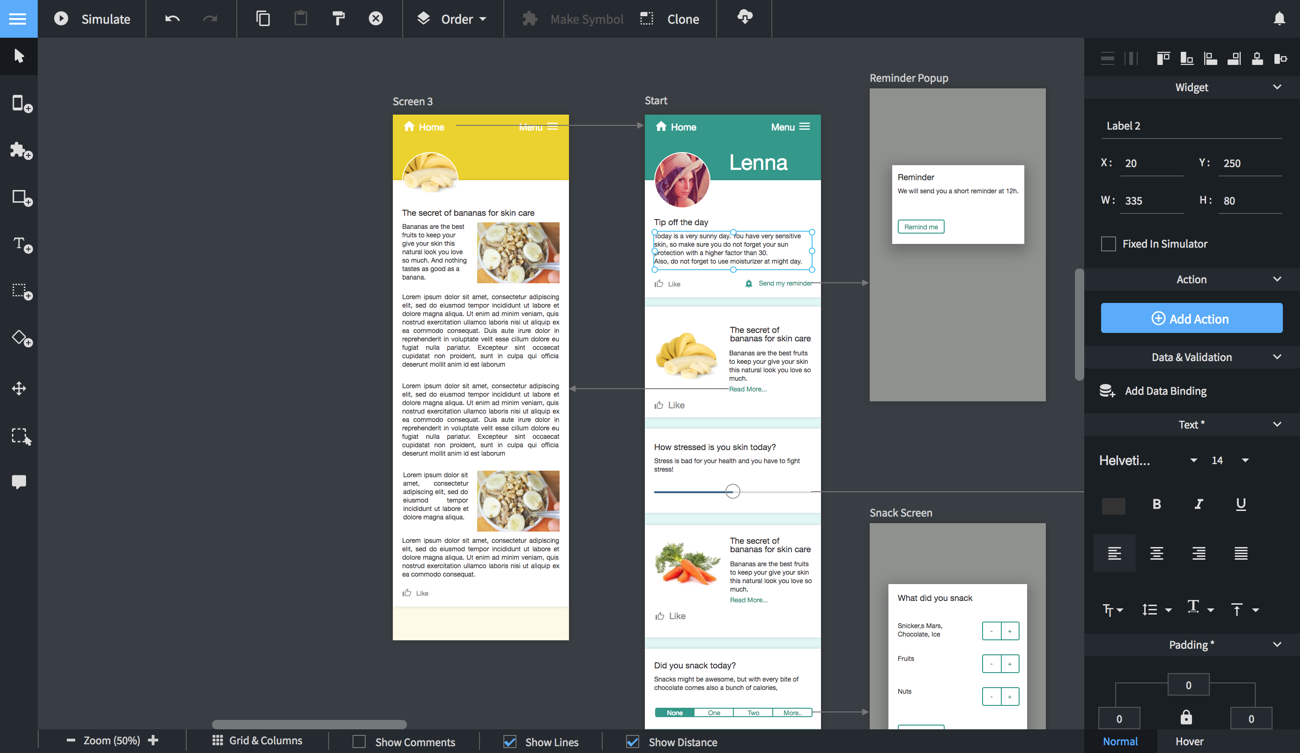 Simulate
Order
Make Symbol
Clone
Screen 3
Home
Menu
The secret of bananas for skin care
Bananas are the best
fruits to keep your
give your skin this
natural look you love
so much. And nothing
tastes as good as a
banana.
Lorem ipsum dolor sit amet, consectetur adipiscing
elit, sed do eiusmod tempor incididunt ut labore et
dolore magna aliqua. Ut enim ad minim veniam, quis
nostrud exercitation ullamco laboris nisi ut aliquip ex
ea commodo consequat. Duis aute irure dolor in
reprehenderit in voluptate velit esse cillum dolore eu
fugiat nulla pariatur. Excepteur sint occaecat
cupidatat non proident, sunt in culpa qui officia
deserunt mollit anim id est laborum
Lorem ipsum dolor sit amet, consectetur adipiscing
elit, sed do eiusmod tempor incididunt ut labore et
dolore magna aliqua. Ut enim ad minim veniam, quis
nostrud exercitation ullamco laboris nisi ut aliquip ex
ea commodo consequat. Duis aute irure dolor in
reprehenderit in voluptate velit esse cillum dolore eu
fugiat nulla pariatur. Excepteur sint occaecat
cupidatat non proident, sunt in culpa qui officia
deserunt mollit anim id est laborum
Lorem ipsum dolor sit
amet, consectetur
adipiscing elit, sed do
eiusmod tempor
incididunt ut labore et
dolore magna aliqua.
Lorem ipsum dolor sit amet, consectetur adipiscing
elit, sed do eiusmod tempor incididunt ut labore et
dolore magna aliqua. Ut enim ad minim veniam, quis
nostrud exercitation ullamco laboris nisi ut aliquip ex
ea commodo consequat.
Like
Start
Home
Menu
Lenna
Tip off the day
Today is a very sunny day. You have very sensitive
skin, so make sure you do not forget your sun
protection with a higher factor than 30.
Also, do not forget to use moisturizer at might day.
Like
Send my reminder
The secret of
bananas for skin care
Bananas are the best fruits
to keep your give your skin
this natural look you love so
much.
Read More...
Like
How stressed is you skin today?
Stress is bad for your health and you have to fight
stress!
The secret of
bananas for skin care
Bananas are the best fruits
to keep your give your skin
this natural look you love so
much.
Read More...
Like
Did you snack today?
Snacks might be awesome, but with every bite of
chocolate comes also a bunch of calories,
None
One
Two
More..
Reminder Popup
Reminder
We will send you a short reminder at 12h.
Remind me
Snack Screen
What did you snack
Snicker,s Mars,
Chocolate, Ice
- +
Fruits
- +
Nuts
- +
Widget
Label 2
X: 20
Y: 250
W: 335
H: 80
Fixed In Simulator
Action
Add Action
Data & Validation
Add Data Binding
Text *
Helveti...
14
B
I
U
Padding *
0
0
0
Normal
Hover
Zoom (50%)
Grid & Columns
Show Comments
Show Lines
Show Distance